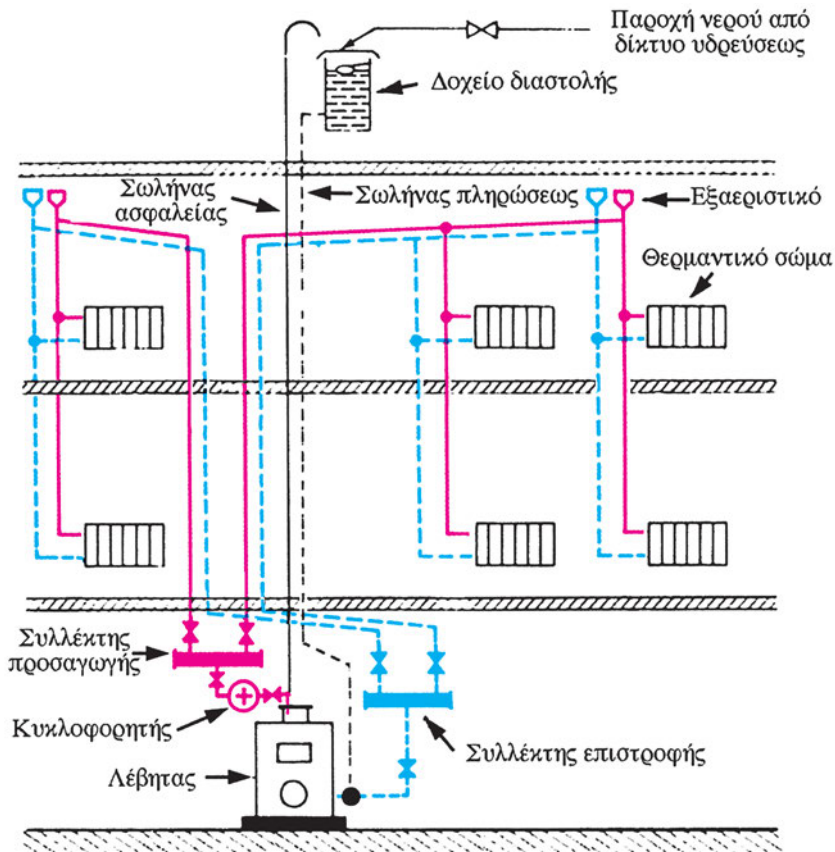 Παροχή νερού από
δίκτυο υδρεύσεως
Δοχείο διαστολής
Σωλήνας
ασφαλείας
Σωλήνας πληρώσεως
Εξαεριστικό
Θερμαντικό σώμα
Συλλέκτης
προσαγωγής
Κυκλοφορητής
Λέβητας
Συλλέκτης επιστροφής